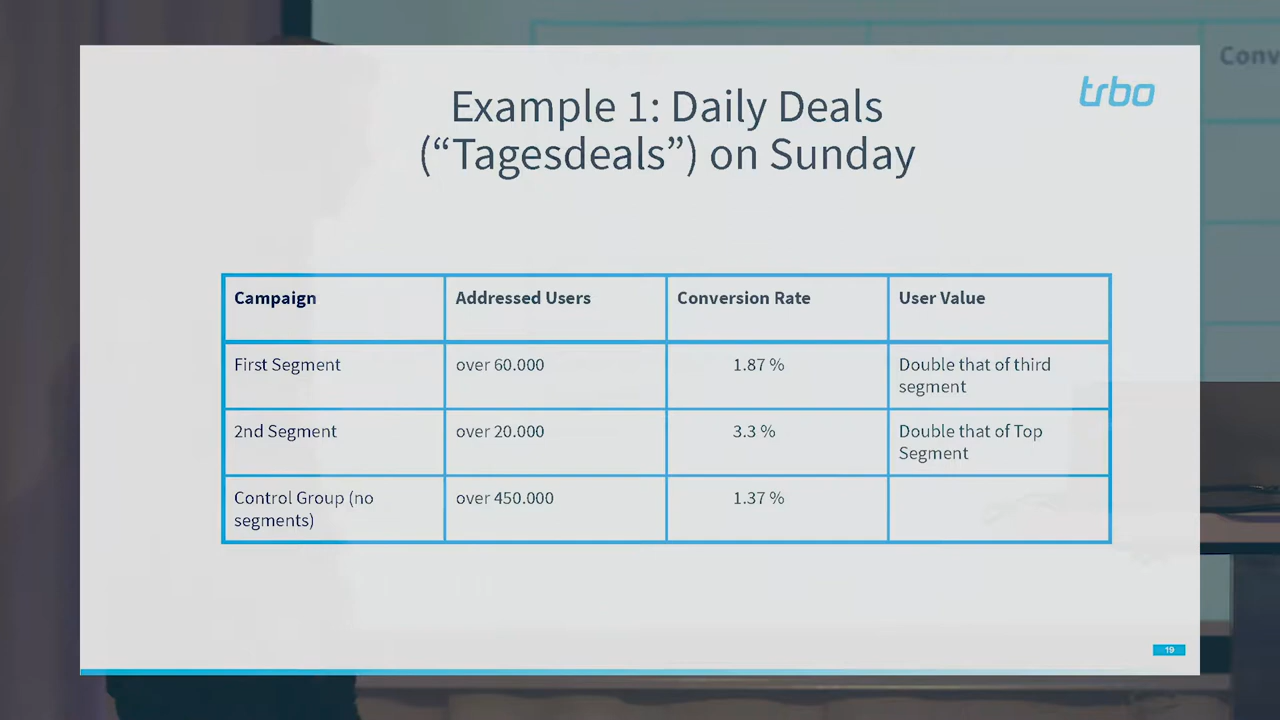 Conv
trbo
Example 1: Daily Deals
(“Tagesdeals”) on Sunday
Campaign
Addressed Users
Conversion Rate
User Value
First Segment
over 60.000
1.87 %
Double that of third
segment
2nd Segment
over 20.000
3.3 %
Double that of Top
Segment
Control Group (no
segments)
over 450.000
1.37 %
19